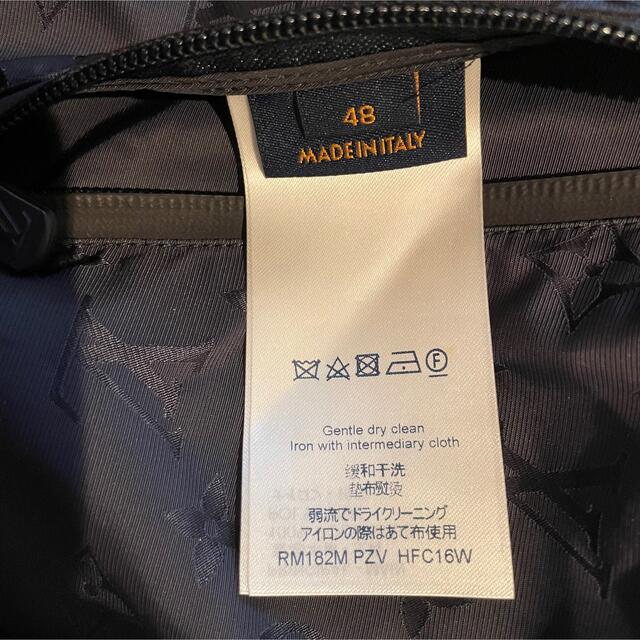 48
MADE IN ITALY
F
Gentle dry clean
Iron with intermediary cloth
缓和干洗
垫布熨烫
弱流でドライクリーニング
アイロンの際はあて布使用
RM182M PZV HFC16W